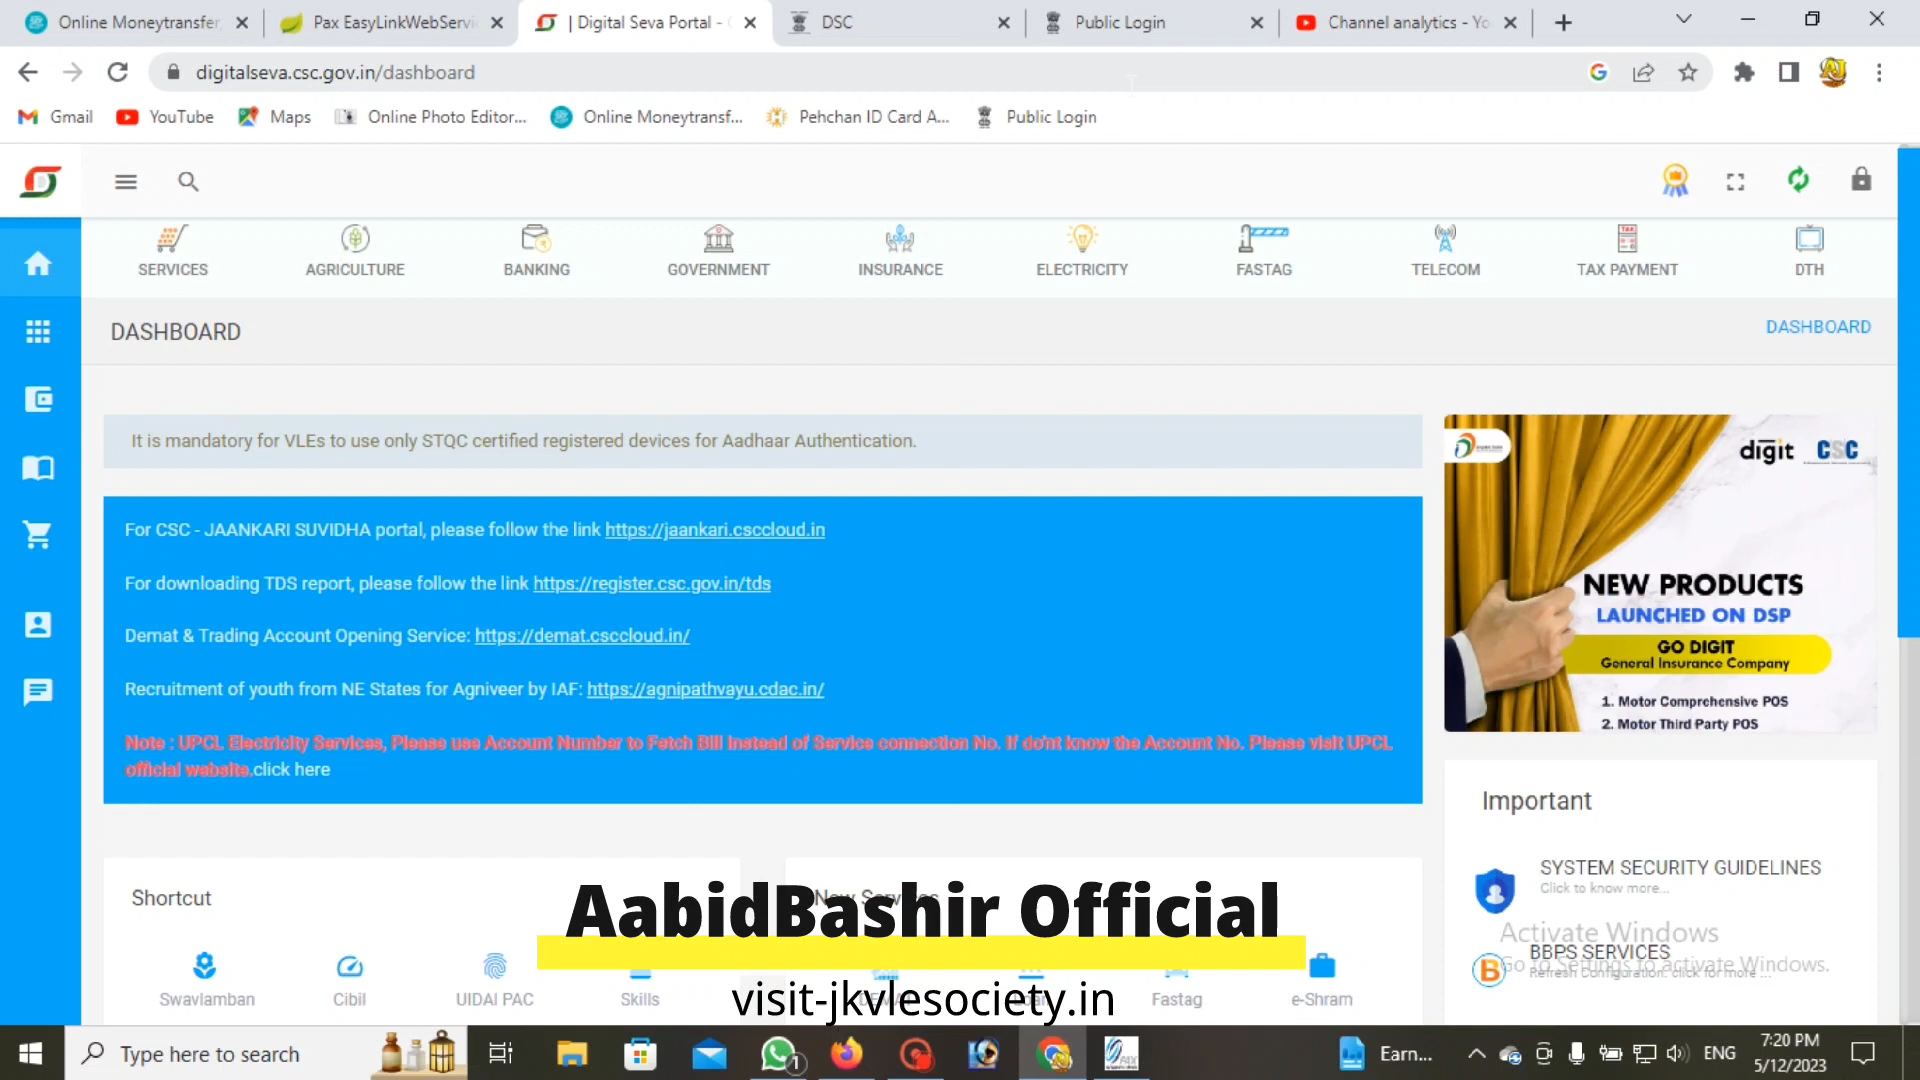 Online Moneytransfer
Pax EasyLinkWebServi
| Digital Seva Portal -
DSC
Public Login
Channel analytics - Yo
digitalseva.csc.gov.in/dashboard
Gmail
YouTube
Maps
Online Photo Editor...
Online Moneytransf...
Pehchan ID Card A...
Public Login
SERVICES
AGRICULTURE
BANKING
GOVERNMENT
INSURANCE
ELECTRICITY
FASTAG
TELECOM
TAX PAYMENT
DTH
DASHBOARD
DASHBOARD
It is mandatory for VLEs to use only STQC certified registered devices for Aadhaar Authentication.
For CSC - JAANKARI SUVIDHA portal, please follow the link https://jaankari.csccloud.in
For downloading TDS report, please follow the link https://register.csc.gov.in/tds
Demat & Trading Account Opening Service: https://demat.csccloud.in/
Recruitment of youth from NE States for Agniveer by IAF: https://agnipathvayu.cdac.in/
Note : UPCL Electricity Services, Please use Account Number to Fetch Bill instead of Service connection No. If do'nt know the Account No. Please visit UPCL
official website.click here
digit CSC
NEW PRODUCTS
LAUNCHED ON DSP
GO DIGIT
General Insurance Company
1. Motor Comprehensive POS
2. Motor Third Party POS
Important
SYSTEM SECURITY GUIDELINES
Click to know more...
BBPS SERVICES
Refresh Configuration: click for more ...
Activate Windows
Go to Settings to activate Windows.
Shortcut
New Services
AabidBashir Official
visit-jkvlesociety.in
Swavlamban
Cibil
UIDAI PAC
Skills
DEMAT
Loan
Fastag
e-Shram
Type here to search
1
Earn...
ENG
7:20 PM
5/12/2023